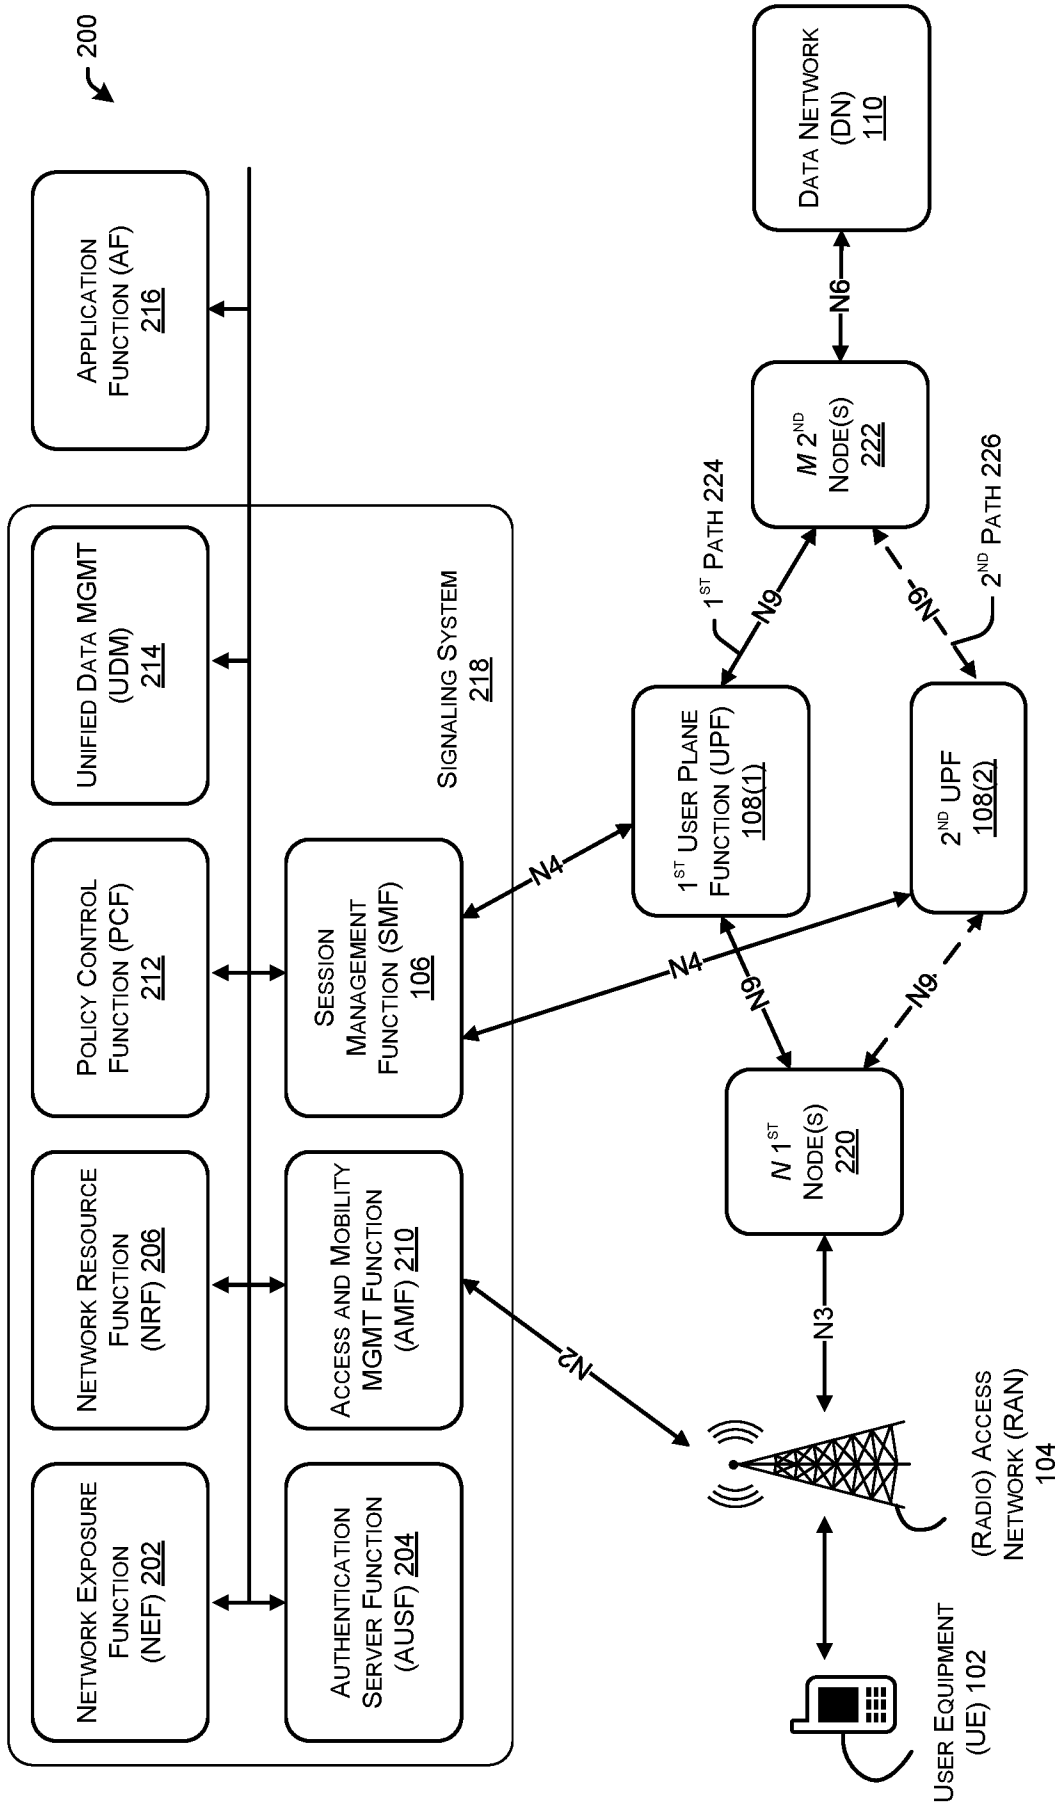 200
NETWORK EXPOSURE
FUNCTION
(NEF) 202
NETWORK RESOURCE
FUNCTION
(NRF) 206
POLICY CONTROL
FUNCTION (PCF)
212
UNIFIED DATA MGMT
(UDM)
214
APPLICATION
FUNCTION (AF)
216
AUTHENTICATION
SERVER FUNCTION
(AUSF) 204
ACCESS AND MOBILITY
MGMT FUNCTION
(AMF) 210
SESSION
MANAGEMENT
FUNCTION (SMF)
106
SIGNALING SYSTEM
218
N2
N4
N4
1ST USER PLANE
FUNCTION (UPF)
108(1)
1ST PATH 224
N9
N9
USER EQUIPMENT
(UE) 102
(RADIO) ACCESS
NETWORK (RAN)
104
N3
N 1ST
NODE(S)
220
M 2ND
NODE(S)
222
N6
DATA NETWORK
(DN)
110
N9
N9
2ND UPF
108(2)
2ND PATH 226